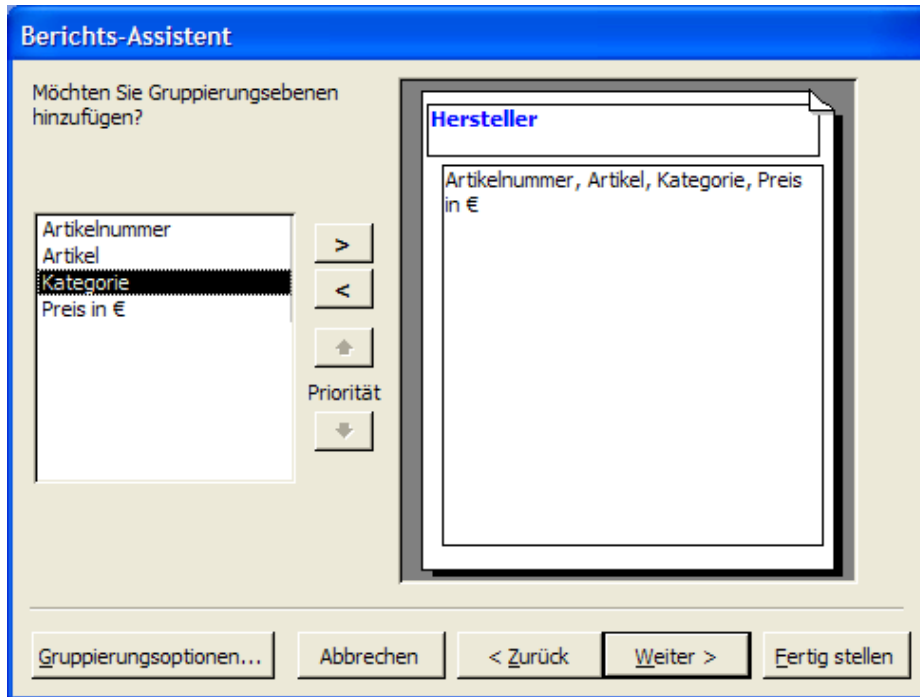 Berichts-Assistent
Möchten Sie Gruppierungsebenen
hinzufügen?
Artikelnummer
Artikel
Kategorie
Preis in €
>
<
Priorität
Hersteller
Artikelnummer, Artikel, Kategorie, Preis
in €
Gruppierungsoptionen...
Abbrechen
< Zurück
Weiter >
Fertig stellen